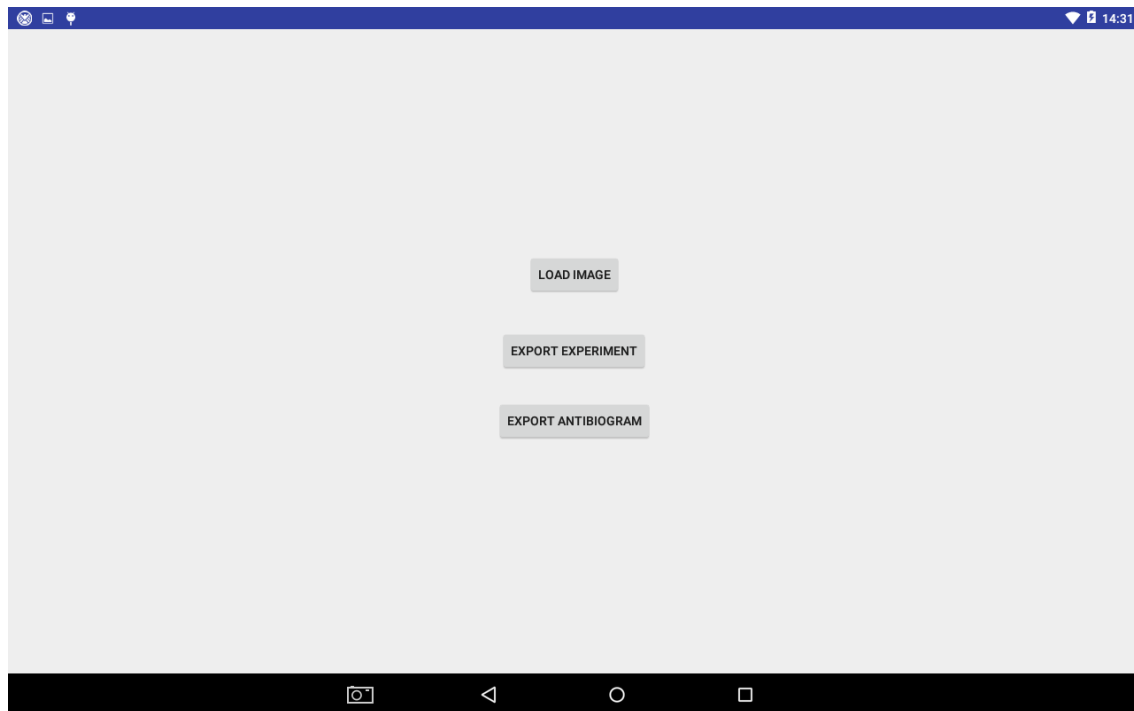 14:31
LOAD IMAGE
EXPORT EXPERIMENT
EXPORT ANTIBIOGRAM